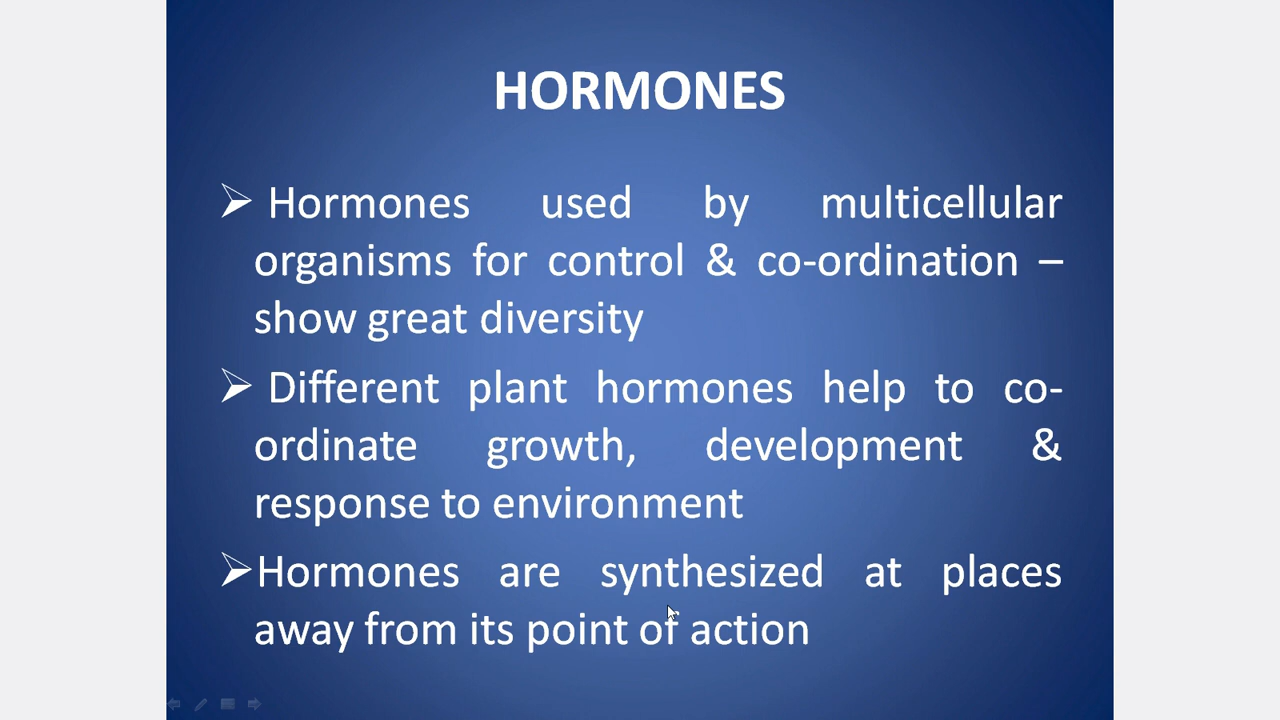 HORMONES
➢ Hormones used by multicellular
organisms for control & co-ordination –
show great diversity
➢ Different plant hormones help to co-
ordinate growth, development &
response to environment
➢Hormones are synthesized at places
away from its point of action